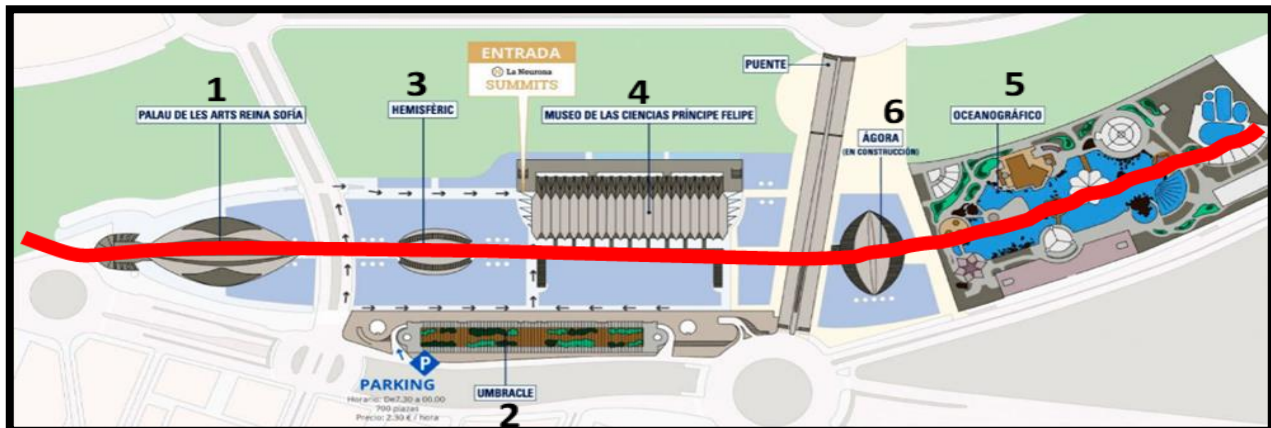 1
PALAU DE LES ARTS REINA SOFÍA
3
HEMISFÈRIC
ENTRADA
La Neurona
SUMMITS
4
MUSEO DE LAS CIENCIAS PRÍNCIPE FELIPE
PUENTE
6
ÁGORA
(EN CONSTRUCCIÓN)
5
OCEANOGRÁFICO
P
PARKING
Horario: De7.30 a 00.00
700 plazas
Precio: 2.30 € / hora
UMBRACLE
2